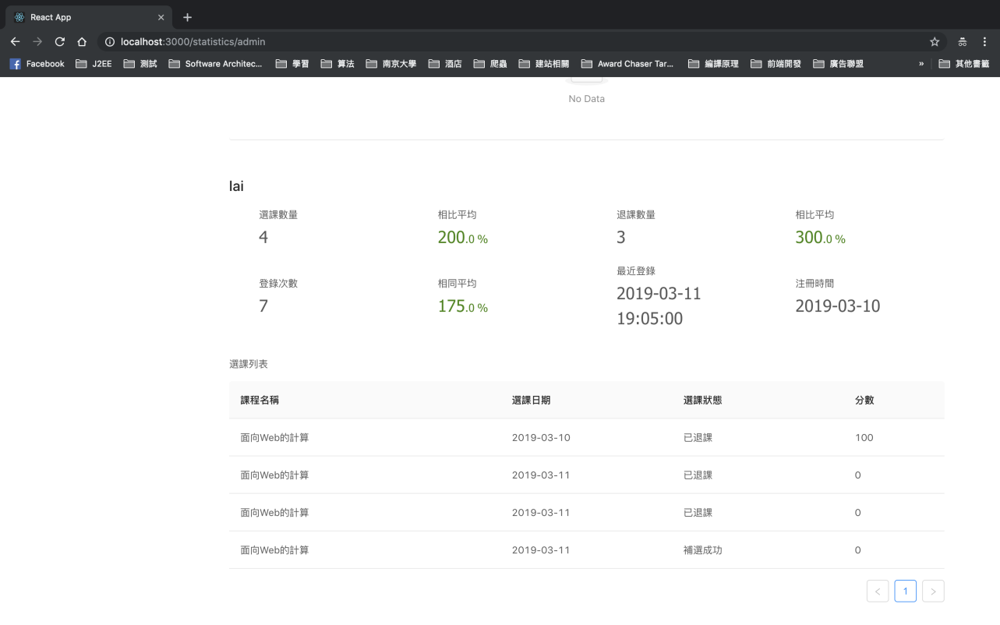 React App
localhost:3000/statistics/admin
Facebook J2EE 測試 Software Architec... 學習 算法 南京大學 酒店 爬蟲 建站相關 Award Chaser Tar... 編譯原理 前端開發 廣告聯盟 » 其他書籤
No Data
lai
選課數量 相比平均 退課數量 相比平均
4 200.0 % 3 300.0 %
登錄次數 相同平均 最近登錄 注冊時間
7 175.0 % 2019-03-11 19:05:00 2019-03-10
選課列表
課程名稱 選課日期 選課狀態 分數
面向Web的計算 2019-03-10 已退課 100
面向Web的計算 2019-03-11 已退課 0
面向Web的計算 2019-03-11 已退課 0
面向Web的計算 2019-03-11 補選成功 0
< 1 >